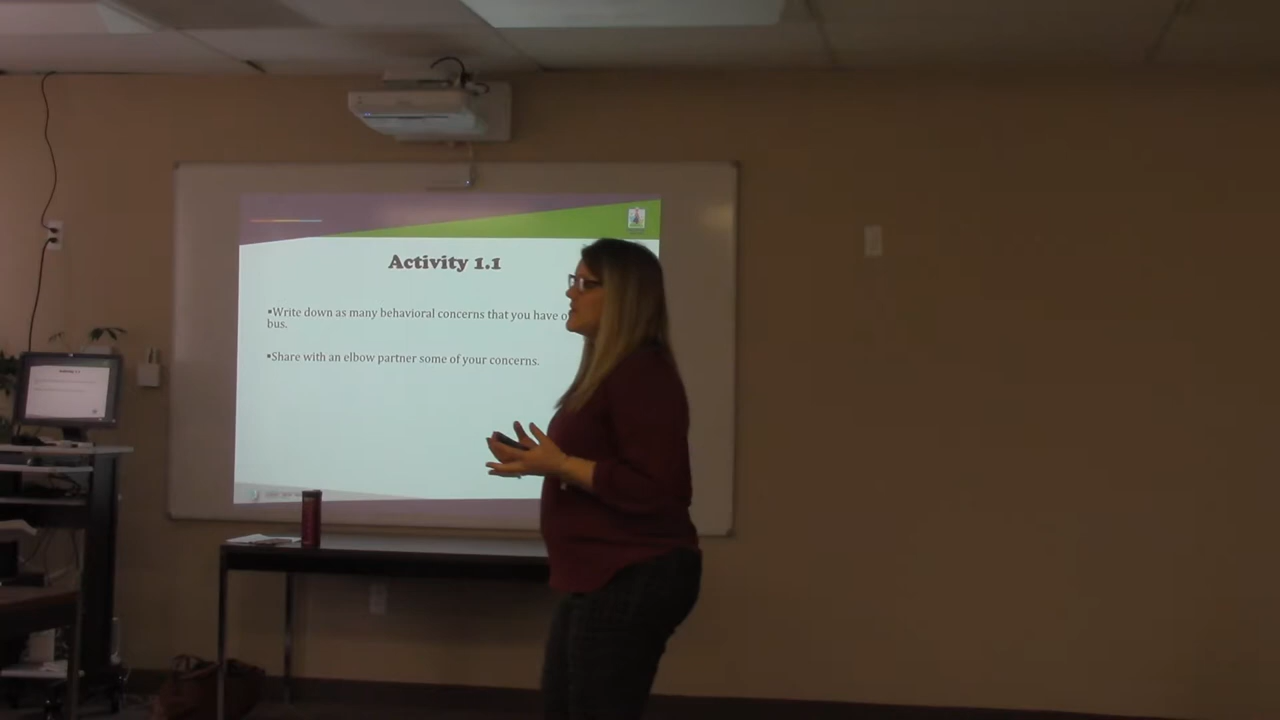 Activity 1.1
▪Write down as many behavioral concerns that you have
bus.
▪Share with an elbow partner some of your concerns.